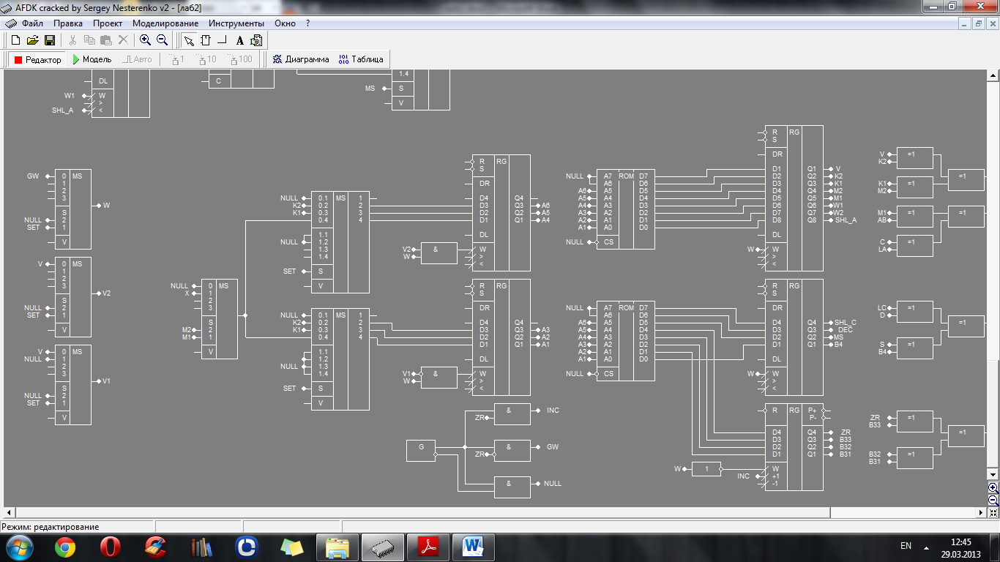 AFDK cracked by Sergey Nesterenko v2 - [ла62]
Файл Правка Проект Моделирование Инструменты Окно ?
Редактор Модель Авто 1 10 100 Диаграмма Таблица
DL
W1 W
>
SHL_A <
C
1.4
MS S
V
GW 0 MS
1
2
3
W
S
NULL 2
SET 1
V
V 0 MS
1
2
3
V2
S
NULL 2
SET 1
V
V 0 MS
NULL 1
2
3
V1
S
NULL 2
SET 1
V
NULL 0 MS
X 1
2
3
S
M2 2
M1 1
V
NULL 0.1 MS 1
K2 0.2 2
K1 0.3 3
0.4 4
1.1
NULL 1.2
1.3
1.4
SET S
V
NULL 0.1 MS 1
K2 0.2 2
K1 0.3 3
0.4 4
1.1
1.2
NULL 1.3
1.4
SET S
V
R RG
S
DR
D4 Q4
D3 Q3 A6
D2 Q2 A5
D1 Q1 A4
DL
V2 & W
W >
<
R RG
S
DR
D4 Q4
D3 Q3 A3
D2 Q2 A2
D1 Q1 A1
DL
V1 & W
W >
<
& INC
ZR
G & GW
ZR
& NULL
NULL A7 ROM D7
A6 D6
A6 A5 D5
A5 A4 D4
A4 A3 D3
A3 A2 D2
A2 A1 D1
A1 A0 D0
NULL CS
NULL A7 ROM D7
A6 D6
A6 A5 D5
A5 A4 D4
A4 A3 D3
A3 A2 D2
A2 A1 D1
A1 A0 D0
NULL CS
R RG
S
DR
D1 Q1 V
D2 Q2 K2
D3 Q3 K1
D4 Q4 M2
D5 Q5 M1
D6 Q6 W1
D7 Q7 W2
D8 Q8 SHL_A
DL
W W
>
<
R RG
S
DR
D4 Q4 SHL_C
D3 Q3 DEC
D2 Q2 MS
D1 Q1 B4
DL
W W
>
<
R RG P+
P-
D4 Q4 ZR
D3 Q3 B33
D2 Q2 B32
D1 Q1 B31
W 1 W
INC +1
-1
V =1
K2
=1
K1 =1
M2
M1 =1 =1
AB
C =1
LA
LC =1
D
=1
S =1
B4
ZR =1
B33
=1
B32 =1
B31
Режим: редактирование
EN 12:45
29.03.2013